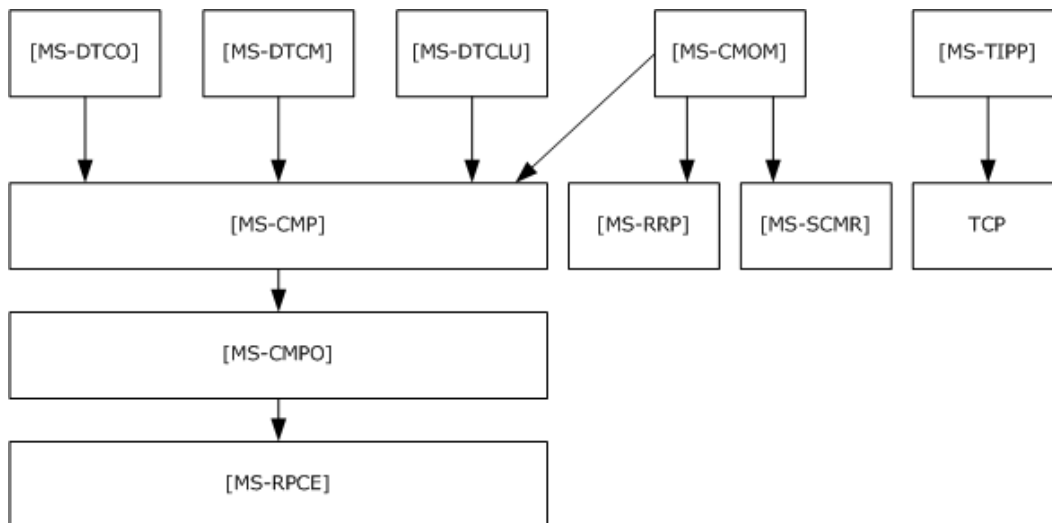 [MS-DTCO]
[MS-DTCM]
[MS-DTCLU]
[MS-CMOM]
[MS-TIPP]
[MS-CMP]
[MS-RRP]
[MS-SCMR]
TCP
[MS-CMPO]
[MS-RPCE]